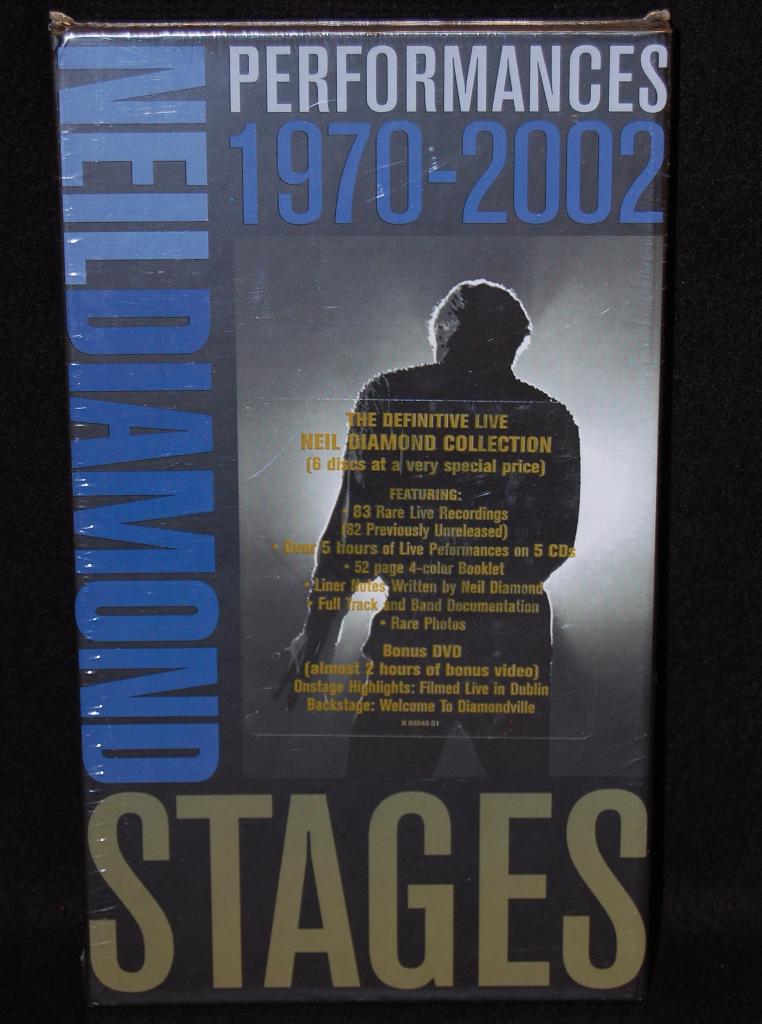 NEIL DIAMOND
PERFORMANCES
1970-2002
THE DEFINITIVE LIVE
NEIL DIAMOND COLLECTION
(6 discs at a very special price)
FEATURING:
• 83 Rare Live Recordings
(82 Previously Unreleased)
• Over 5 hours of Live Peformances on 5 CDs
• 52 page 4-color Booklet
• Liner Notes Written by Neil Diamond
• Full Track and Band Documentation
• Rare Photos
Bonus DVD
(almost 2 hours of bonus video)
Onstage Highlights: Filmed Live in Dublin
Backstage: Welcome To Diamondville
STAGES